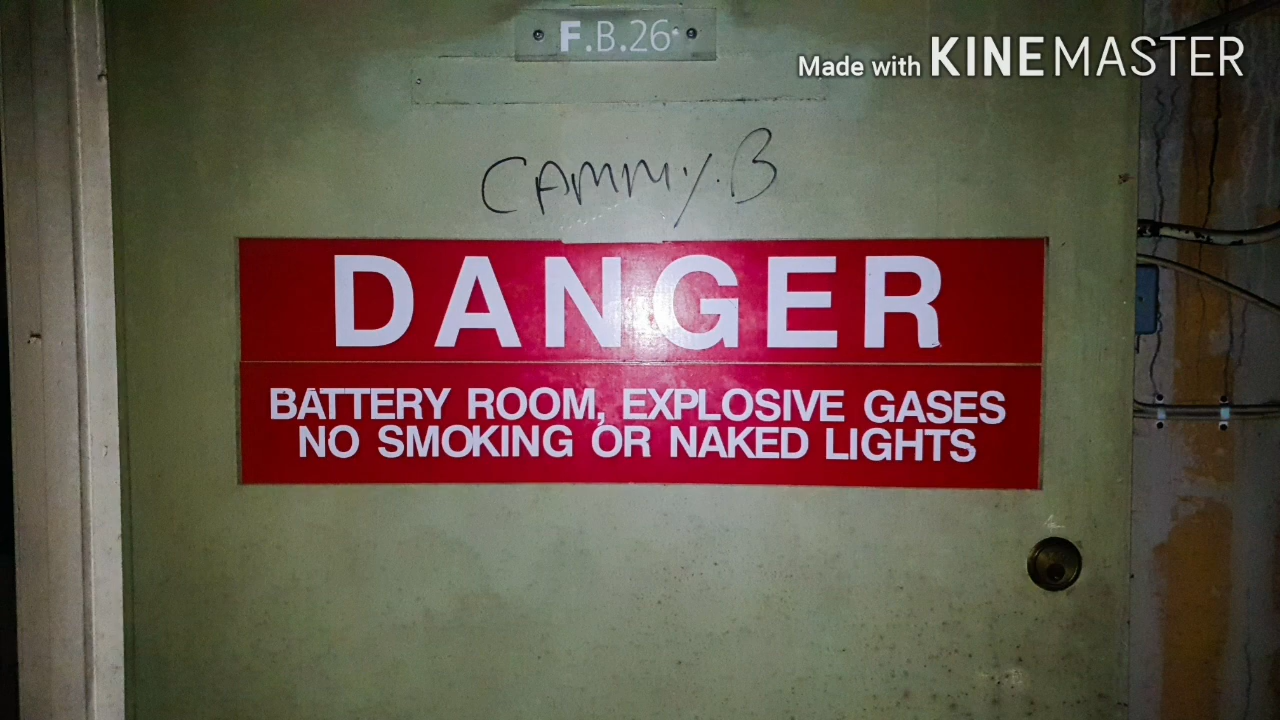 F.B.26
Made with KINEMASTER
CAMMY.B
DANGER
BATTERY ROOM, EXPLOSIVE GASES
NO SMOKING OR NAKED LIGHTS